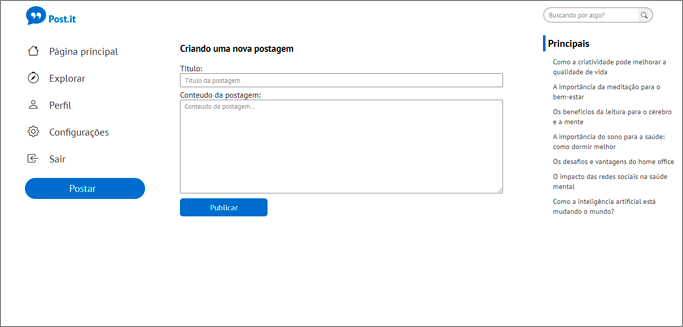 Post.it
Buscando por algo?
Página principal
Explorar
Perfil
Configurações
Sair
Postar
Criando uma nova postagem
Titulo:
Titulo da postagem
Conteudo da postagem:
Conteudo da postagem...
Publicar
Principais
Como a criatividade pode melhorar a
qualidade de vida
A importância da meditação para o
bem-estar
Os benefícios da leitura para o cérebro
e a mente
A importância do sono para a saúde:
como dormir melhor
Os desafios e vantagens do home office
O impacto das redes sociais na saúde
mental
Como a inteligência artificial está
mudando o mundo?